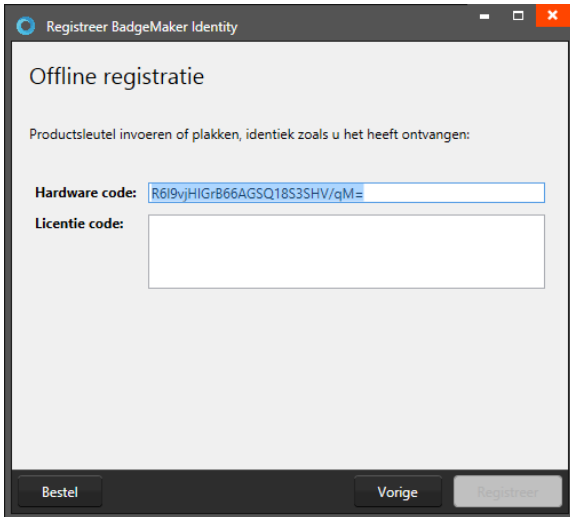 Registreer BadgeMaker Identity
Offline registratie
Productsleutel invoeren of plakken, identiek zoals u het heeft ontvangen:
Hardware code: R6I9vjHIGrB66AGSQ18S3SHV/qM=
Licentie code:
Bestel Vorige Registreer